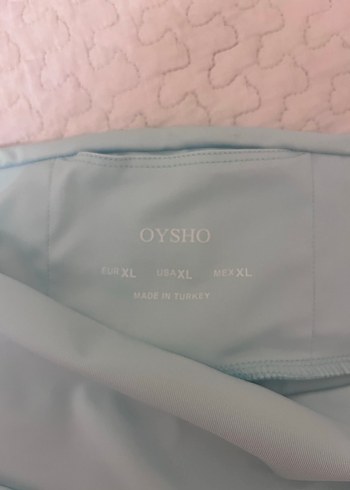 OYSHO
EUR XL USA XL MEX XL
MADE IN TURKEY